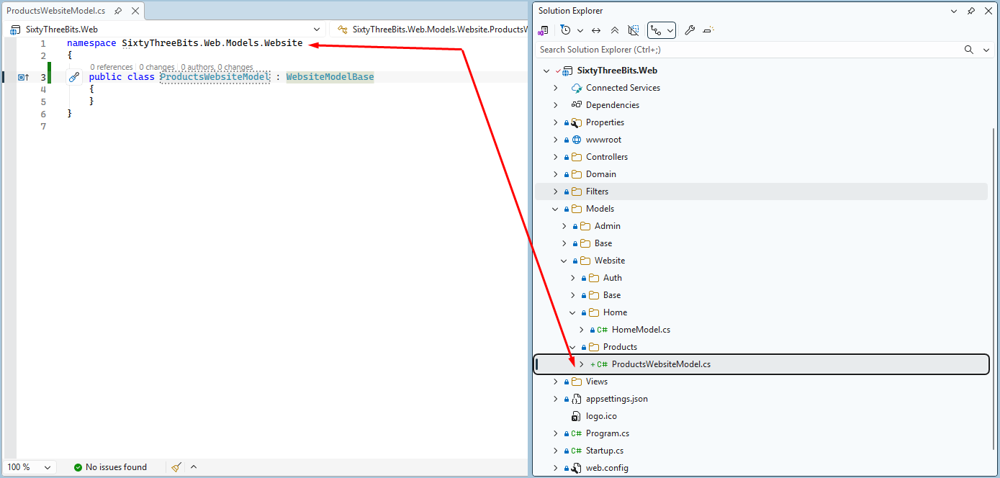 ProductsWebsiteModel.cs
SixtyThreeBits.Web
SixtyThreeBits.Web.Models.Website.ProductsW
1 namespace SixtyThreeBits.Web.Models.Website
2 {
0 references | 0 changes | 0 authors, 0 changes
3 public class ProductsWebsiteModel : WebsiteModelBase
4 {
5 }
6 }
7
100 %
No issues found
Solution Explorer
Search Solution Explorer (Ctrl+;)
SixtyThreeBits.Web
Connected Services
Dependencies
Properties
wwwroot
Controllers
Domain
Filters
Models
Admin
Base
Website
Auth
Base
Home
C# HomeModel.cs
Products
+ C# ProductsWebsiteModel.cs
Views
appsettings.json
logo.ico
C# Program.cs
C# Startup.cs
web.config